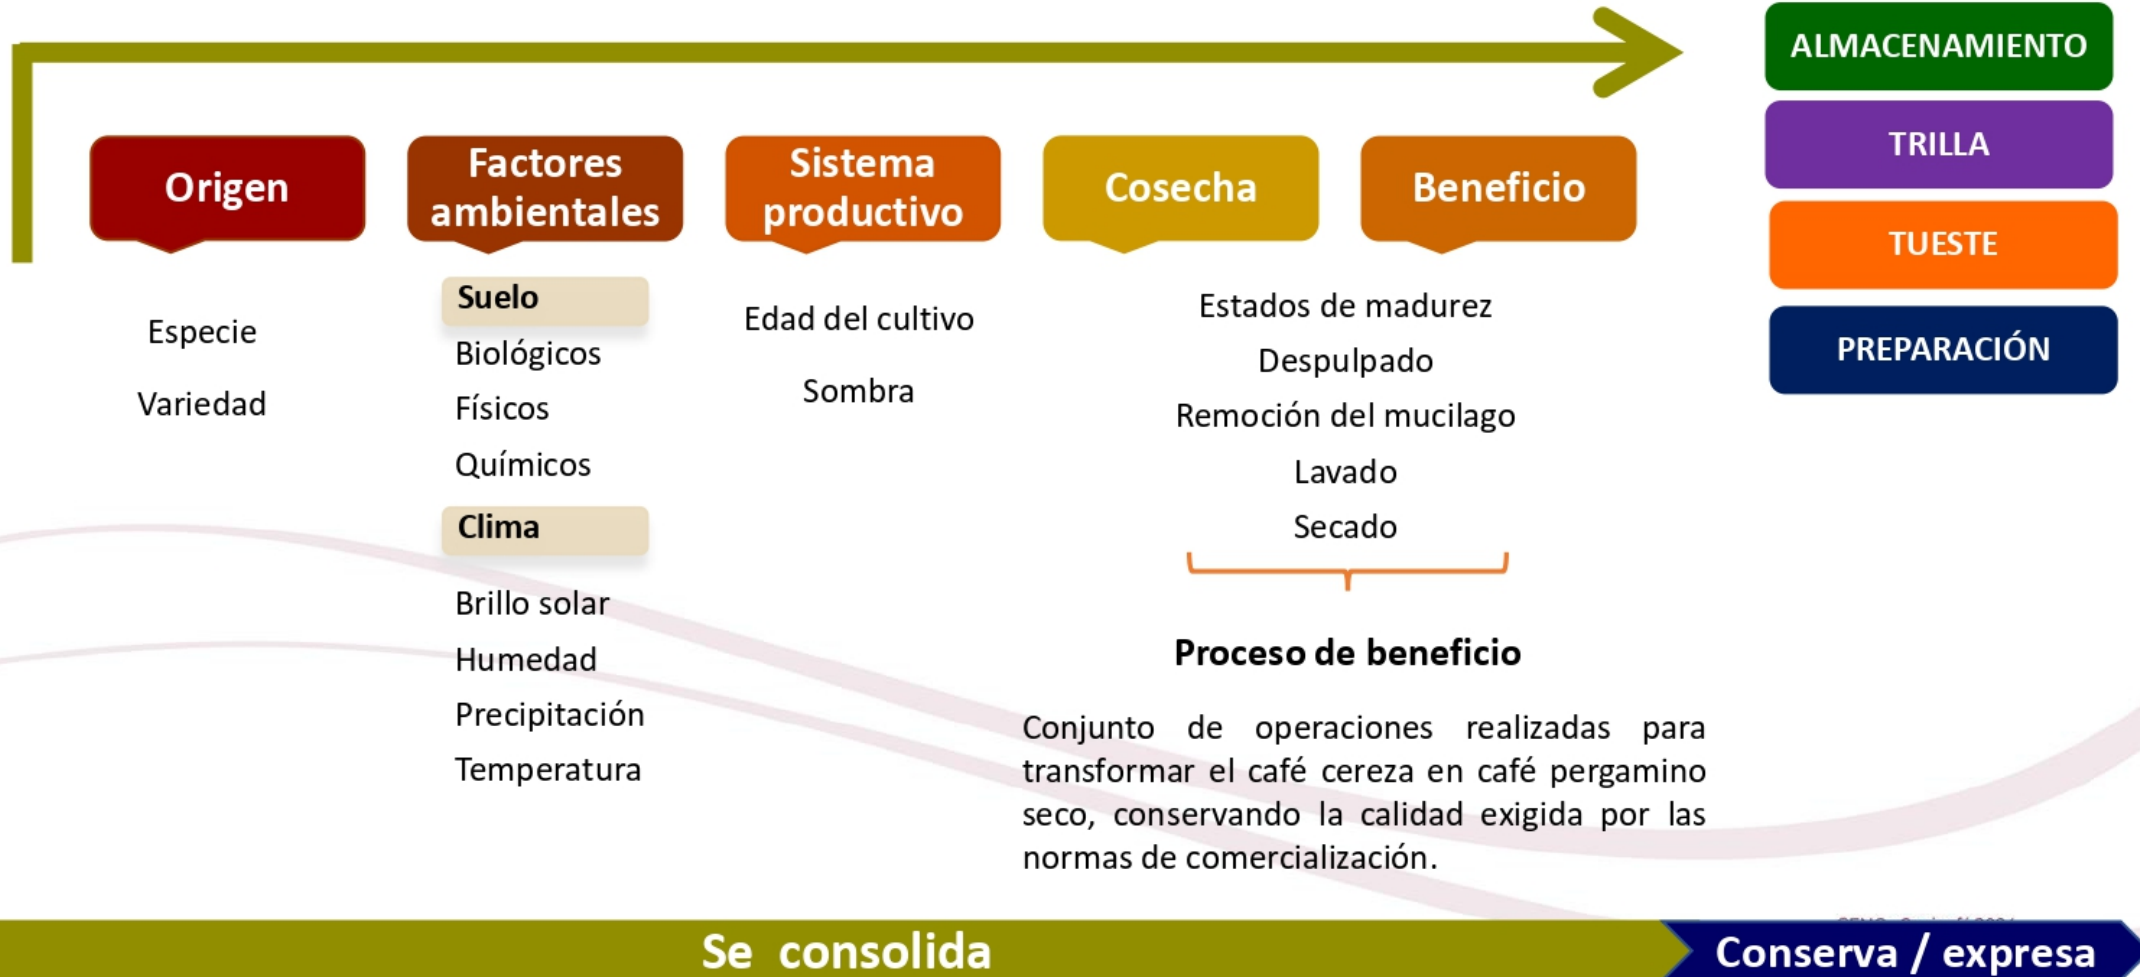 Origen
Especie
Variedad
Factores
ambientales
Suelo
Biológicos
Físicos
Químicos
Clima
Brillo solar
Humedad
Precipitación
Temperatura
Sistema
productivo
Edad del cultivo
Sombra
Cosecha
Beneficio
Estados de madurez
Despulpado
Remoción del mucilago
Lavado
Secado
Proceso de beneficio
Conjunto de operaciones realizadas para
transformar el café cereza en café pergamino
seco, conservando la calidad exigida por las
normas de comercialización.
ALMACENAMIENTO
TRILLA
TUESTE
PREPARACIÓN
Se consolida
Conserva / expresa